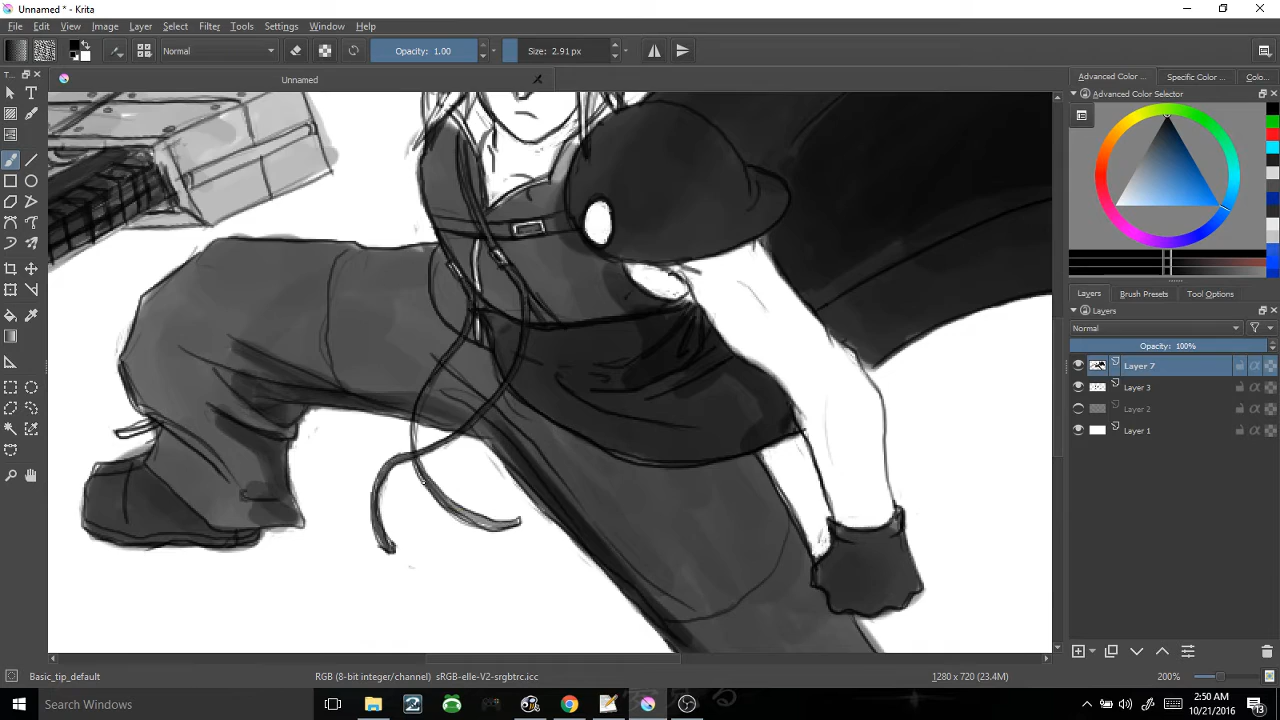 Unnamed * - Krita
File Edit View Image Layer Select Filter Tools Settings Window Help
Normal
Opacity: 1.00
Size: 2.91 px
T...
Unnamed
Advanced Color ... Specific Color ... Colo...
Advanced Color Selector
Layers Brush Presets Tool Options
Layers
Normal
Opacity: 100%
Layer 7
Layer 3
Layer 2
Layer 1
Basic_tip_default
RGB (8-bit integer/channel) sRGB-elle-V2-srgbtrc.icc
1280 x 720 (23.4M)
200%
Search Windows
2:50 AM
10/21/2016
13